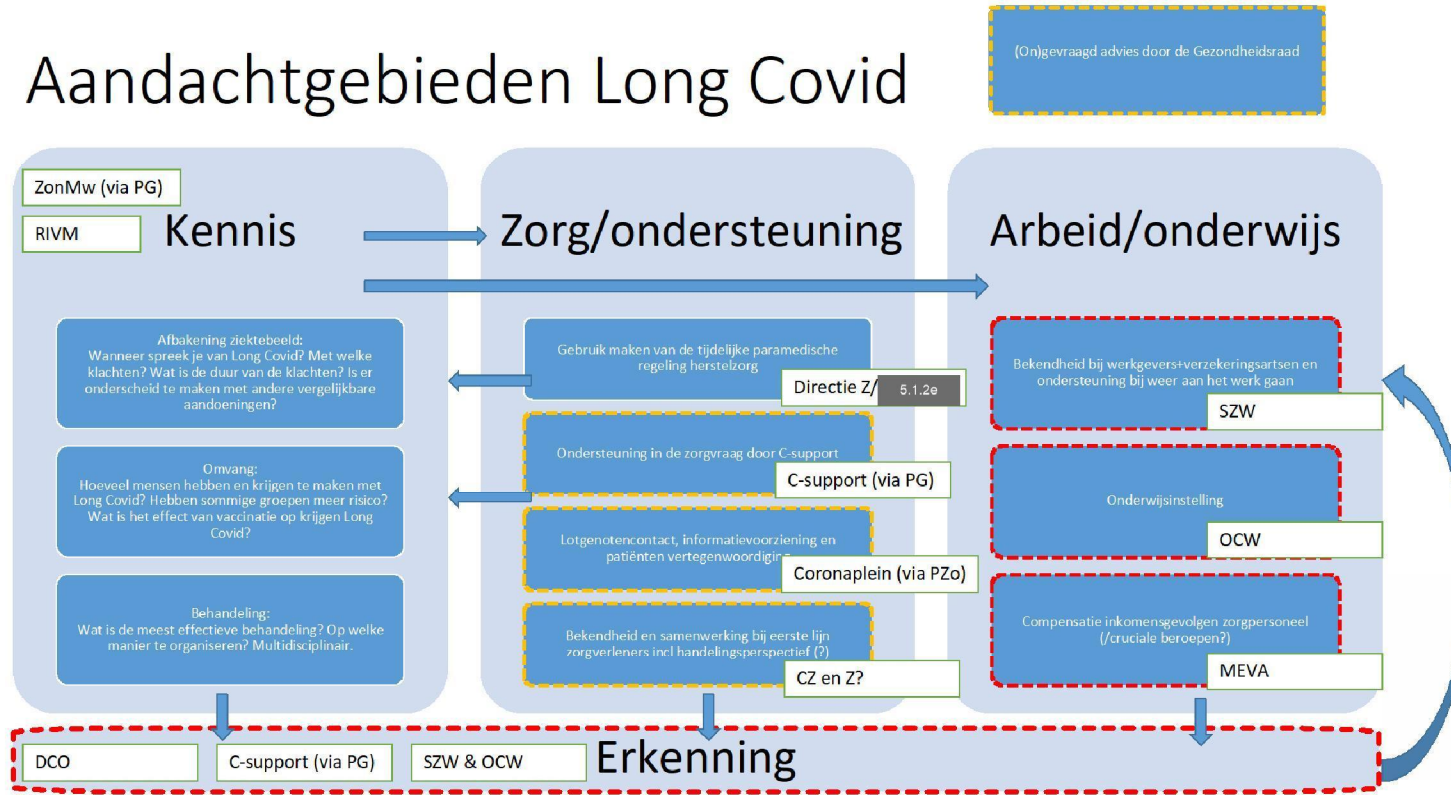 (On)gevraagd advies door de Gezondheidsraad
Aandachtgebieden Long Covid
ZonMw (via PG)
RIVM
Kennis
Afbakening ziektebeeld:
Wanneer spreek je van Long Covid? Met welke
klachten? Wat is de duur van de klachten? Is er
onderscheid te maken met andere vergelijkbare
aandoeningen?
Omvang:
Hoeveel mensen hebben en krijgen te maken met
Long Covid? Hebben sommige groepen meer risico?
Wat is het effect van vaccinatie op krijgen Long
Covid?
Behandeling:
Wat is de meest effectieve behandeling? Op welke
manier te organiseren? Multidisciplinair.
Zorg/ondersteuning
Gebruik maken van de tijdelijke paramedische
regeling herstelzorg
Directie Z/ 5.1.2e
Ondersteuning in de zorgvraag door C-support
C-support (via PG)
Lotgenotencontact, informatievoorziening en
patiënten vertegenwoordiging
Coronaplein (via PZo)
Bekendheid en samenwerking bij eerste lijn
zorgverleners incl handelingsperspectief (?)
CZ en Z?
Arbeid/onderwijs
Bekendheid bij werkgevers+verzekeringsartsen en
ondersteuning bij weer aan het werk gaan
SZW
Onderwijsinstelling
OCW
Compensatie inkomensgevolgen zorgpersoneel
(/cruciale beroepen?)
MEVA
DCO
C-support (via PG)
SZW & OCW
Erkenning